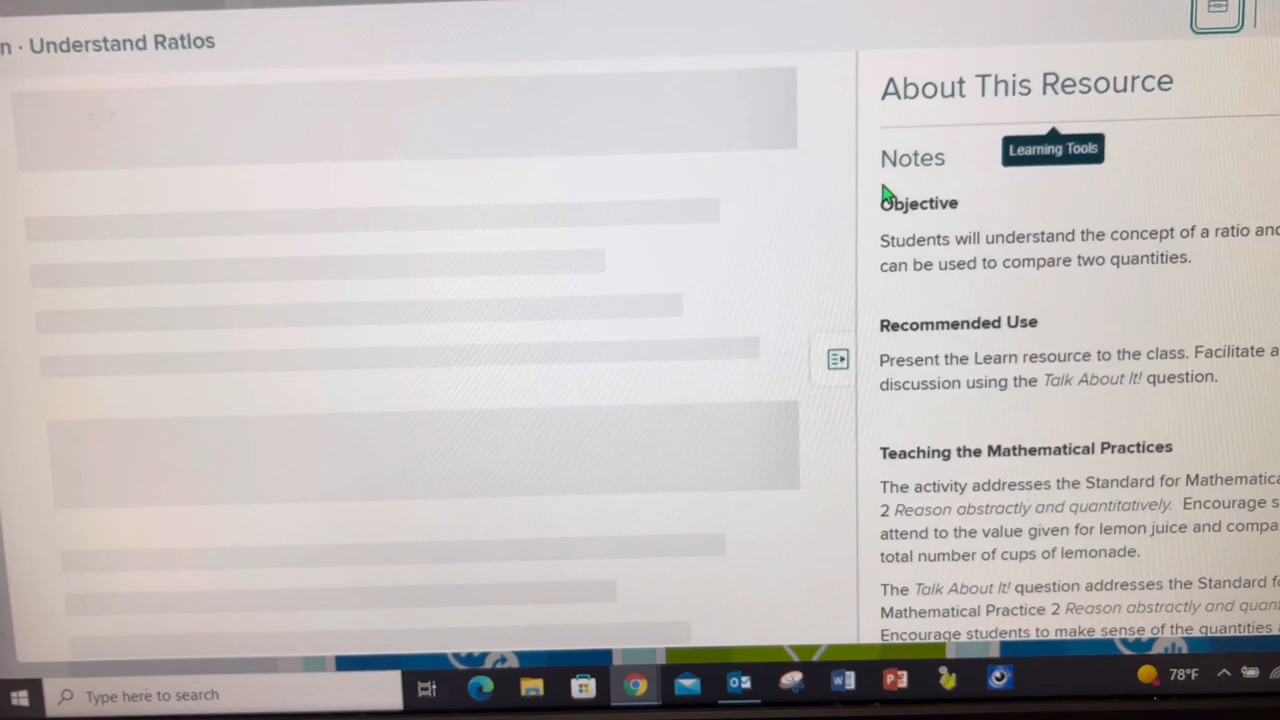 n · Understand Ratios
About This Resource
Learning Tools
Notes
Objective
Students will understand the concept of a ratio and
can be used to compare two quantities.
Recommended Use
Present the Learn resource to the class. Facilitate a
discussion using the Talk About It! question.
Teaching the Mathematical Practices
The activity addresses the Standard for Mathematica
2 Reason abstractly and quantitatively. Encourage s
attend to the value given for lemon juice and compa
total number of cups of lemonade.
The Talk About It! question addresses the Standard fo
Mathematical Practice 2 Reason abstractly and quant
Encourage students to make sense of the quantities a
Type here to search
78°F